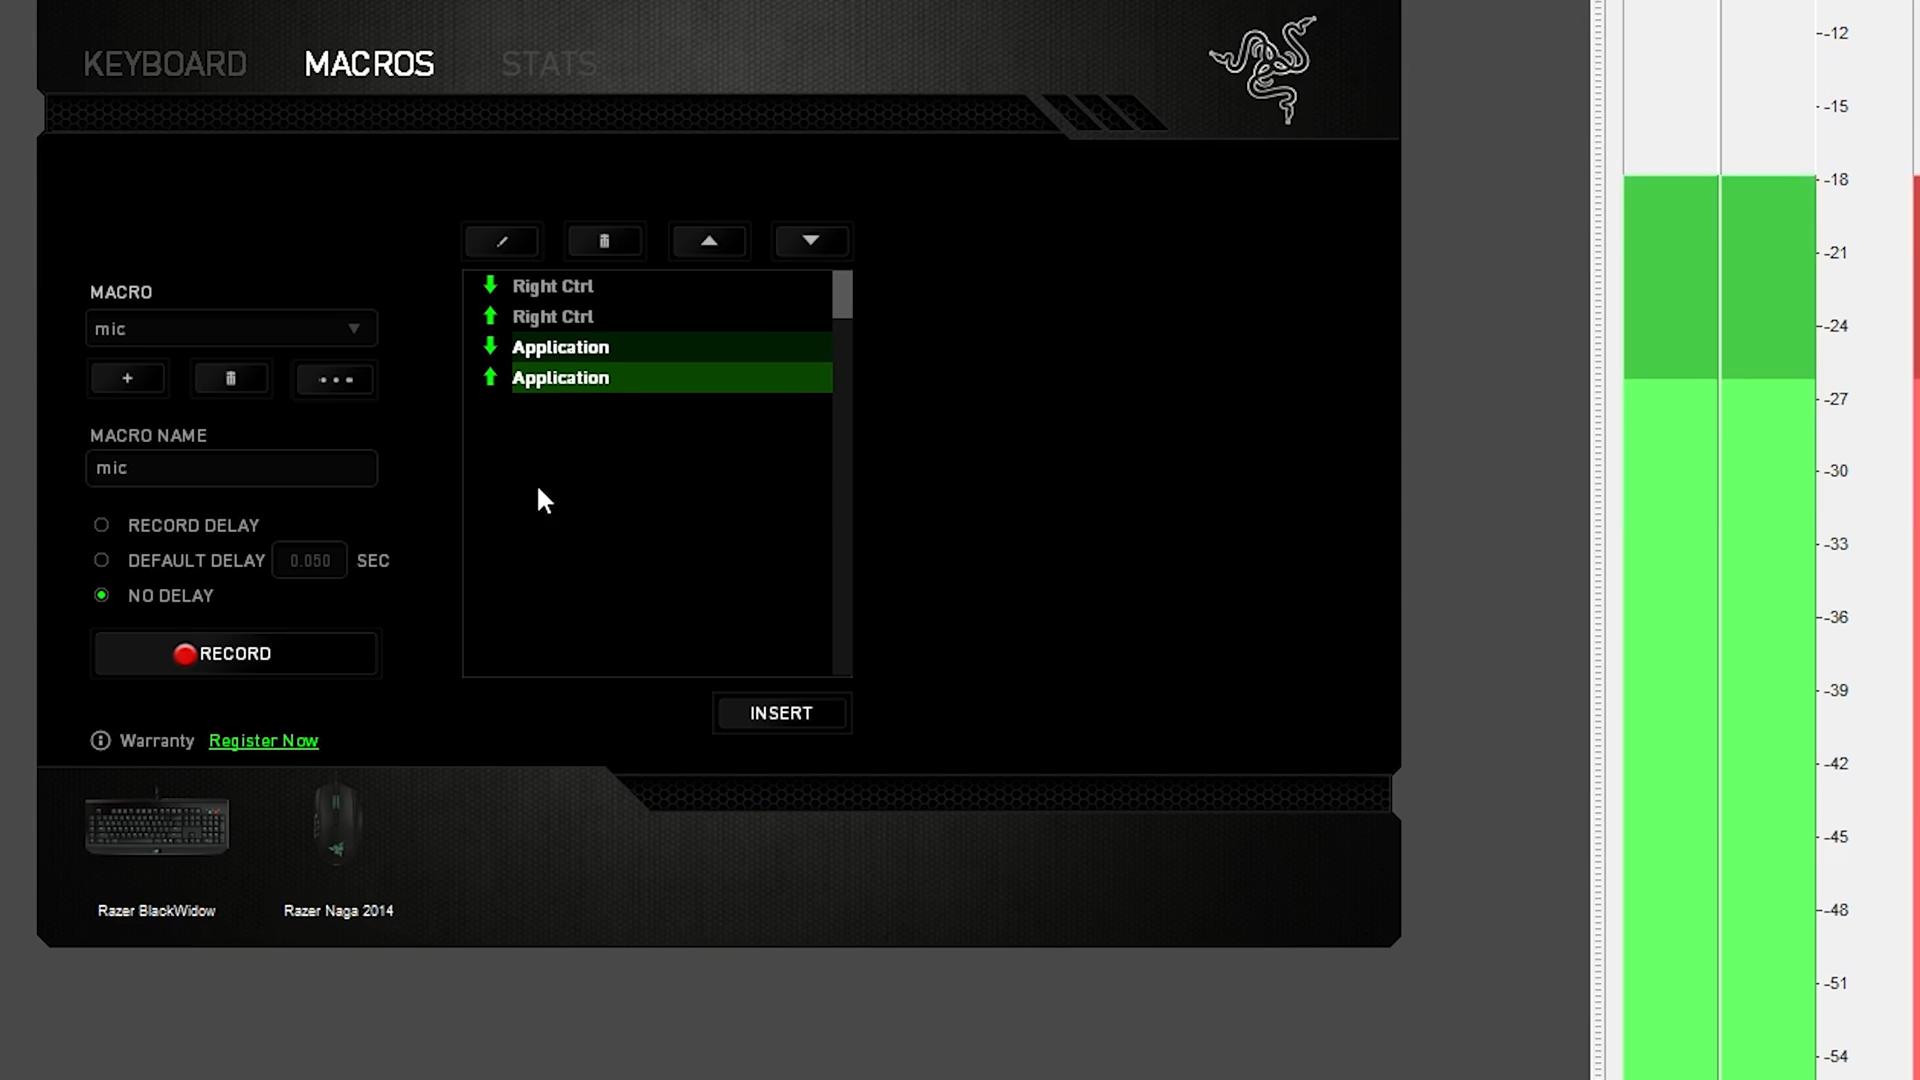 KEYBOARD MACROS STATS
MACRO
mic
MACRO NAME
mic
RECORD DELAY
DEFAULT DELAY 0.050 SEC
NO DELAY
RECORD
Warranty Register Now
Right Ctrl
Right Ctrl
Application
Application
INSERT
Razer BlackWidow
Razer Naga 2014
-12
-15
-18
-21
-24
-27
-30
-33
-36
-39
-42
-45
-48
-51
-54